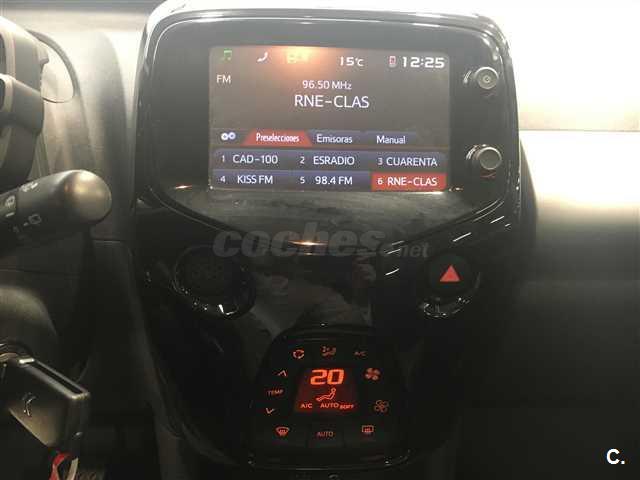 15°C 12:25
FM
96.50 MHz
RNE-CLAS
Preselecciones Emisoras Manual
1 CAD-100 2 ESRADIO 3 CUARENTA
4 KISS FM 5 98.4 FM 6 RNE-CLAS
coches.net
A/C
20
TEMP
A/C AUTO SOFT
AUTO
C.